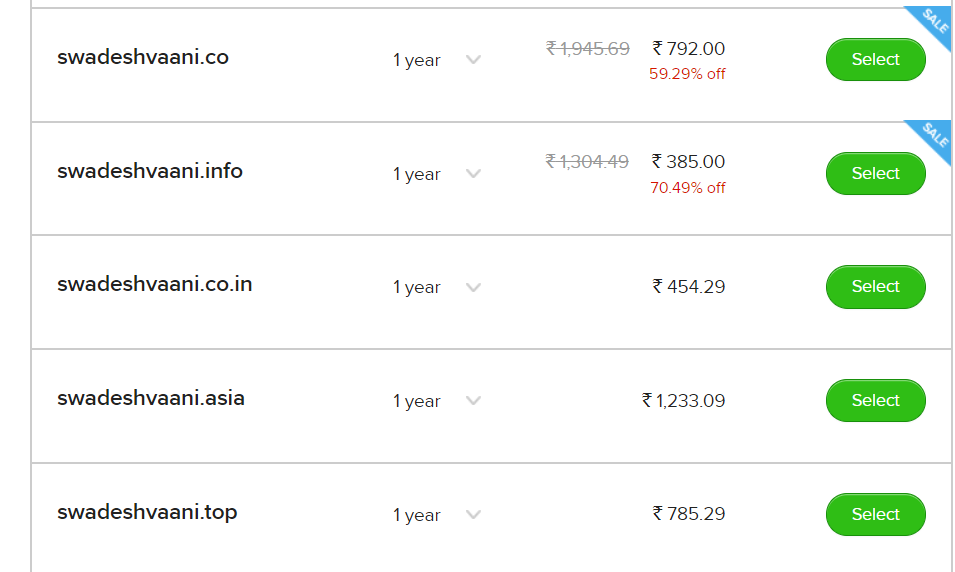 SALE
swadeshvaani.co 1 year ₹1,945.69 ₹792.00 Select
59.29% off
SALE
swadeshvaani.info 1 year ₹1,304.49 ₹385.00 Select
70.49% off
swadeshvaani.co.in 1 year ₹454.29 Select
swadeshvaani.asia 1 year ₹1,233.09 Select
swadeshvaani.top 1 year ₹785.29 Select